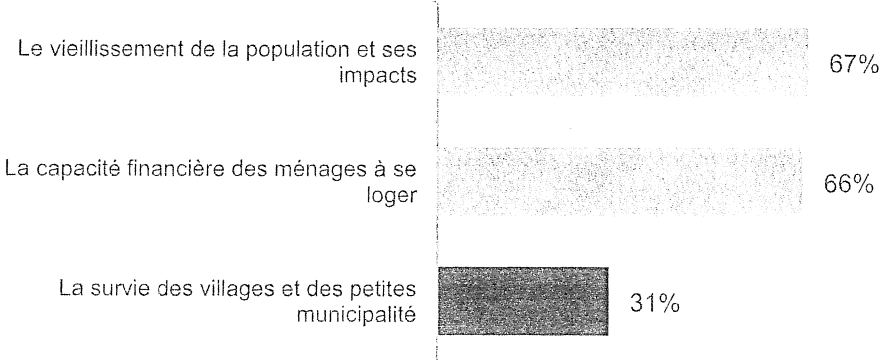 Le vieillissement de la population et ses
impacts
67%
La capacité financière des ménages à se
loger
66%
La survie des villages et des petites
municipalité
31%